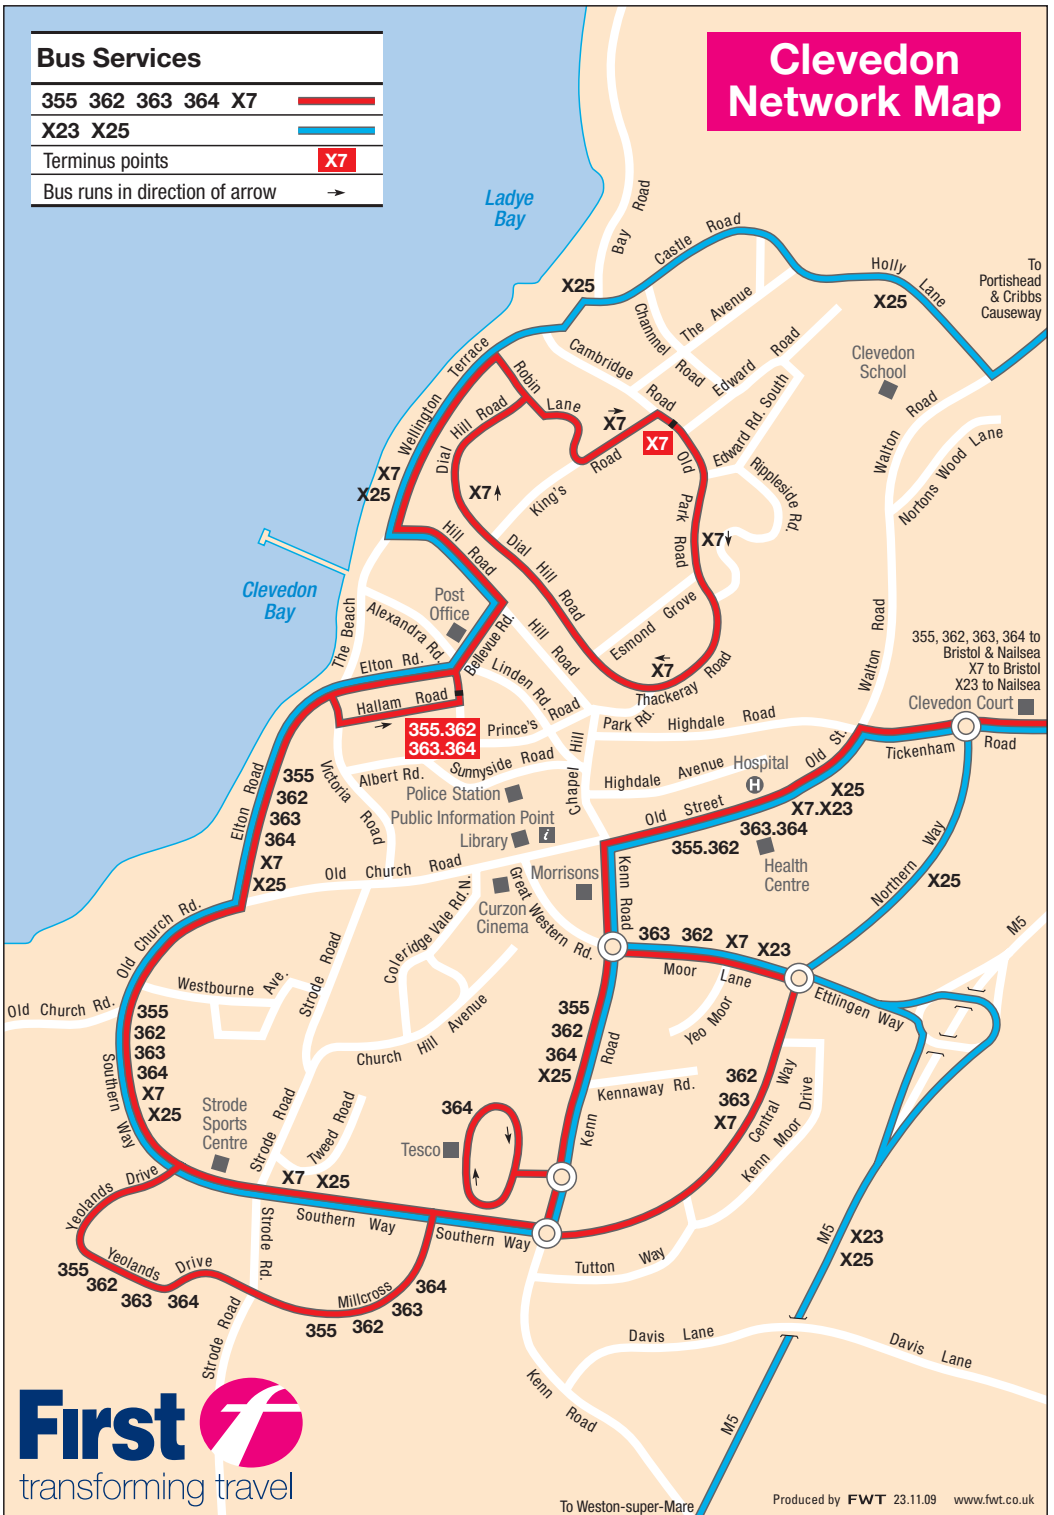 Bus Services
355 362 363 364 X7
X23 X25
Terminus points X7
Bus runs in direction of arrow
Clevedon
Network Map
Ladye
Bay
Bay Road
Castle Road
X25
Holly Lane
X25
To
Portishead
& Cribbs
Causeway
The Avenue
Channnel Road
Cambridge Road
Edward Road
Edward Rd. South
Clevedon
School
Walton Road
Nortons Wood Lane
Wellington Terrace
Robin Lane
Dial Hill Road
X7
X7
King's Road
Old Park Road
Rippleside Rd.
X7
X25
X7
X7
Hill Road
Dial Hill Road
Clevedon
Bay
Post
Office
The Beach
Alexandra Rd.
Elton Rd.
Bellevue Rd.
Hill Road
Linden Rd.
Esmond Grove
X7
Thackeray Road
Walton Road
355, 362, 363, 364 to
Bristol & Nailsea
X7 to Bristol
X23 to Nailsea
Clevedon Court
Hallam Road
355.362
363.364
Prince's Road
Park Rd.
Highdale Road
Tickenham Road
Old St.
Hospital
H
Highdale Avenue
Chapel Hill
Sunnyside Road
Albert Rd.
Victoria Road
Police Station
Public Information Point
Library
i
Old Street
X25
X7.X23
363.364
355.362
Health
Centre
Elton Road
355
362
363
364
X7
X25
Old Church Road
Morrisons
Kenn Road
Curzon
Cinema
Great Western Rd.
Coleridge Vale Rd. N.
Northern Way
X25
M5
Old Church Rd.
363 362 X7 X23
Moor Lane
Ettlingen Way
Yeo Moor
Westbourne Ave.
Strode Road
Old Church Rd.
355
362
363
364
X7
X25
Church Hill Avenue
355
362
364
X25
Kenn Road
Kennaway Rd.
362
363
X7
Central Way
Kenn Moor Drive
Southern Way
Strode
Sports
Centre
Strode Road
Tweed Road
364
Tesco
X7 X25
Southern Way
Southern Way
Yeolands Drive
Yeolands Drive
355
362
363 364
Strode Rd.
Millcross
364
363
362
355
Strode Road
Tutton Way
M5
X23
X25
Davis Lane
Davis Lane
Kenn Road
M5
First
transforming travel
To Weston-super-Mare
Produced by FWT 23.11.09 www.fwt.co.uk